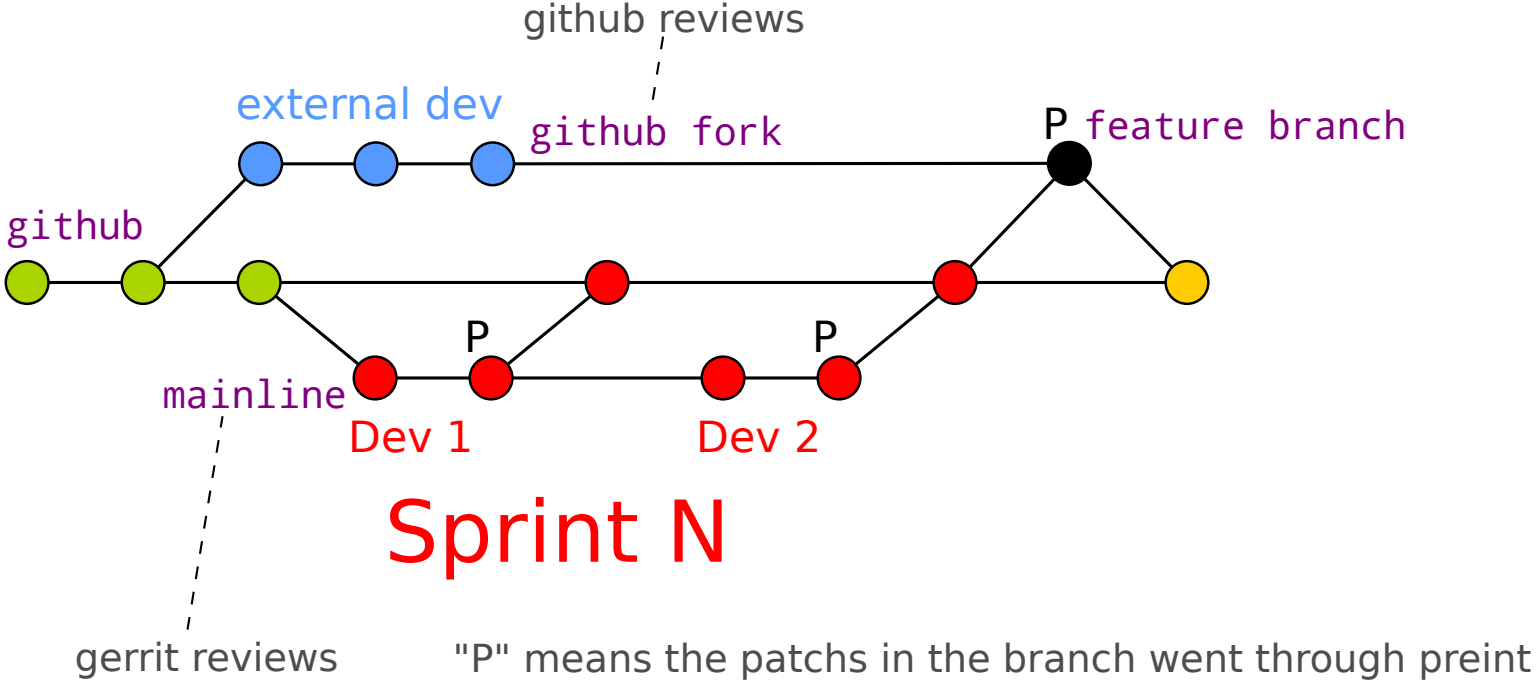 github reviews
external dev
github fork
P feature branch
github
P
P
mainline
Dev 1
Dev 2
Sprint N
gerrit reviews
"P" means the patchs in the branch went through preint